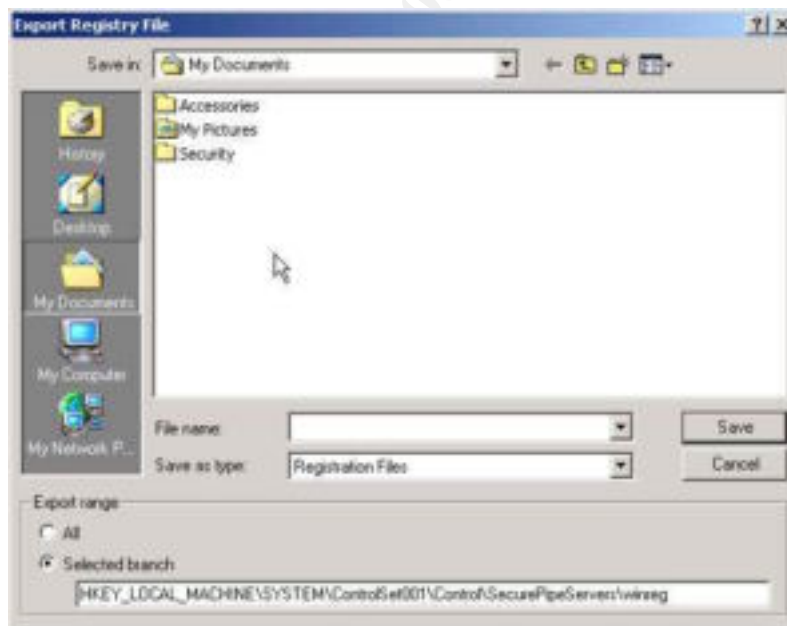 Export Registry File
Save in: My Documents
Accessories
My Pictures
Security
History
Desktop
My Documents
My Computer
My Network P...
File name:
Save
Save as type: Registration Files
Cancel
Export range
All
Selected branch
HKEY_LOCAL_MACHINE\SYSTEM\ControlSet001\Control\SecurePipeServers\winreg